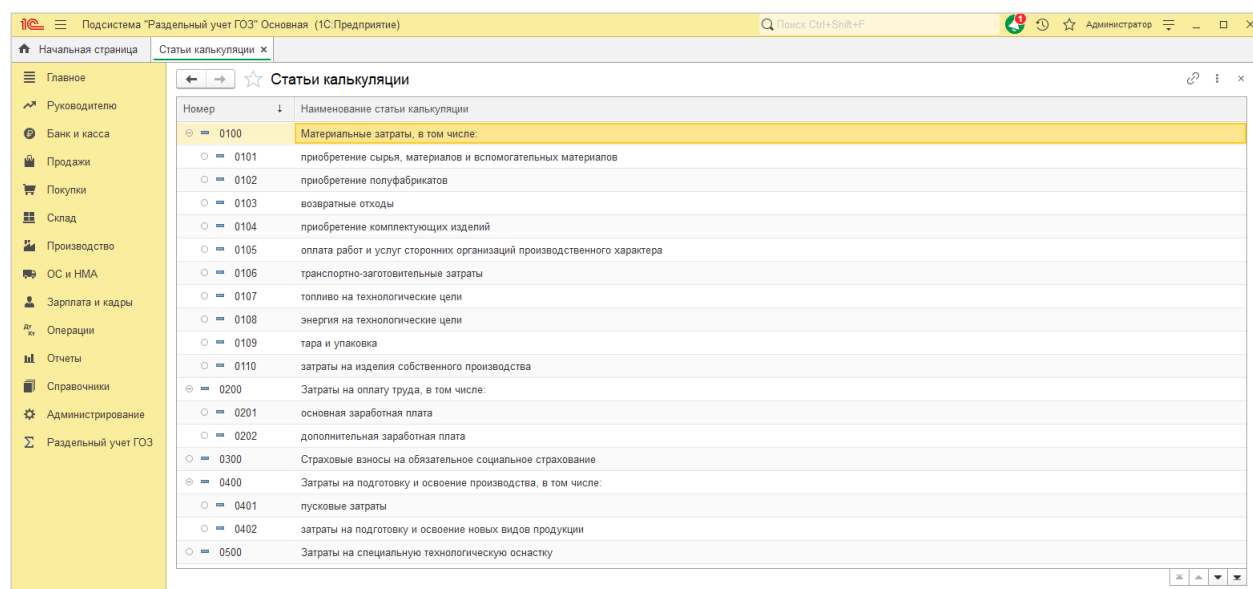 1С Подсистема "Раздельный учет ГОЗ" Основная (1С:Предприятие) Поиск Ctrl+Shift+F 9 Администратор
Начальная страница Статьи калькуляции ×
Главное
Руководителю
Банк и касса
Продажи
Покупки
Склад
Производство
ОС и НМА
Зарплата и кадры
Операции
Отчеты
Справочники
Администрирование
Раздельный учет ГОЗ
Статьи калькуляции
Номер ↓ Наименование статьи калькуляции
0100 Материальные затраты, в том числе:
0101 приобретение сырья, материалов и вспомогательных материалов
0102 приобретение полуфабрикатов
0103 возвратные отходы
0104 приобретение комплектующих изделий
0105 оплата работ и услуг сторонних организаций производственного характера
0106 транспортно-заготовительные затраты
0107 топливо на технологические цели
0108 энергия на технологические цели
0109 тара и упаковка
0110 затраты на изделия собственного производства
0200 Затраты на оплату труда, в том числе:
0201 основная заработная плата
0202 дополнительная заработная плата
0300 Страховые взносы на обязательное социальное страхование
0400 Затраты на подготовку и освоение производства, в том числе:
0401 пусковые затраты
0402 затраты на подготовку и освоение новых видов продукции
0500 Затраты на специальную технологическую оснастку